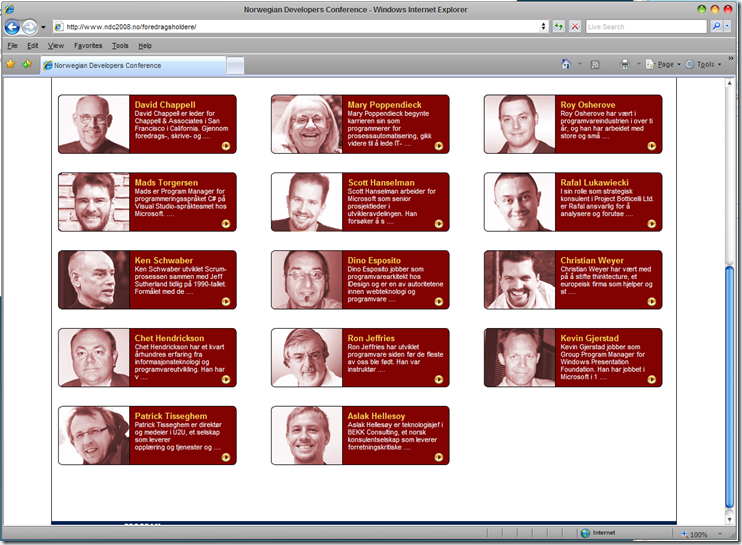 Norwegian Developers Conference - Windows Internet Explorer
http://www.ndc2008.no/foredragsholdere/
Live Search
File Edit View Favorites Tools Help
Norwegian Developers Conference
Page Tools
David Chappell
David Chappell er leder for
Chappell & Associates i San
Francisco i California. Gjennom
foredrags-, skrive- og ....
Mary Poppendieck
Mary Poppendieck begynte
karrieren sin som
programmerer for
prosessautomatisering, gikk
videre til å lede IT- ....
Roy Osherove
Roy Osherove har vært i
programvareindustrien i over ti
år, og han har arbeidet med
store og små ....
Mads Torgersen
Mads er Program Manager for
programmeringsspråket C# på
Visual Studio-språkteamet hos
Microsoft. ....
Scott Hanselman
Scott Hanselman arbeider for
Microsoft som senior
prosjektleder i
utvikleravdelingen. Han
forsøker å s ....
Rafal Lukawiecki
I sin rolle som strategisk
konsulent i Project Botticelli Ltd.
er Rafal ansvarlig for å
analysere og forutse ....
Ken Schwaber
Ken Schwaber utviklet Scrum-
prosessen sammen med Jeff
Sutherland tidlig på 1990-tallet.
Formålet med de ....
Dino Esposito
Dino Esposito jobber som
programvarearkitekt hos
Design og er en av autoritetene
innen webteknologi og
programvare ....
Christian Weyer
Christian Weyer har vært med
på å stifte thinktecture, et
europeisk firma som hjelper og
st ....
Chet Hendrickson
Chet Hendrickson har et kvart
århundres erfaring fra
informasjonsteknologi og
programvareutvikling. Han har
v ....
Ron Jeffries
Ron Jeffries har utviklet
programvare siden før de fleste
av oss ble født. Han var
instruktør ....
Kevin Gjerstad
Kevin Gjerstad jobber som
Group Program Manager for
Windows Presentation
Foundation. Han har jobbet i
Microsoft i 1 ....
Patrick Tisseghem
Patrick Tisseghem er direktør
og medeier i U2U, et selskap
som leverer
opplæring og tjenester og ....
Aslak Hellesoy
Aslak Hellesøy er teknologisjef i
BEKK Consulting, et norsk
konsulentselskap som leverer
forretningskritiske ....
Internet
100%